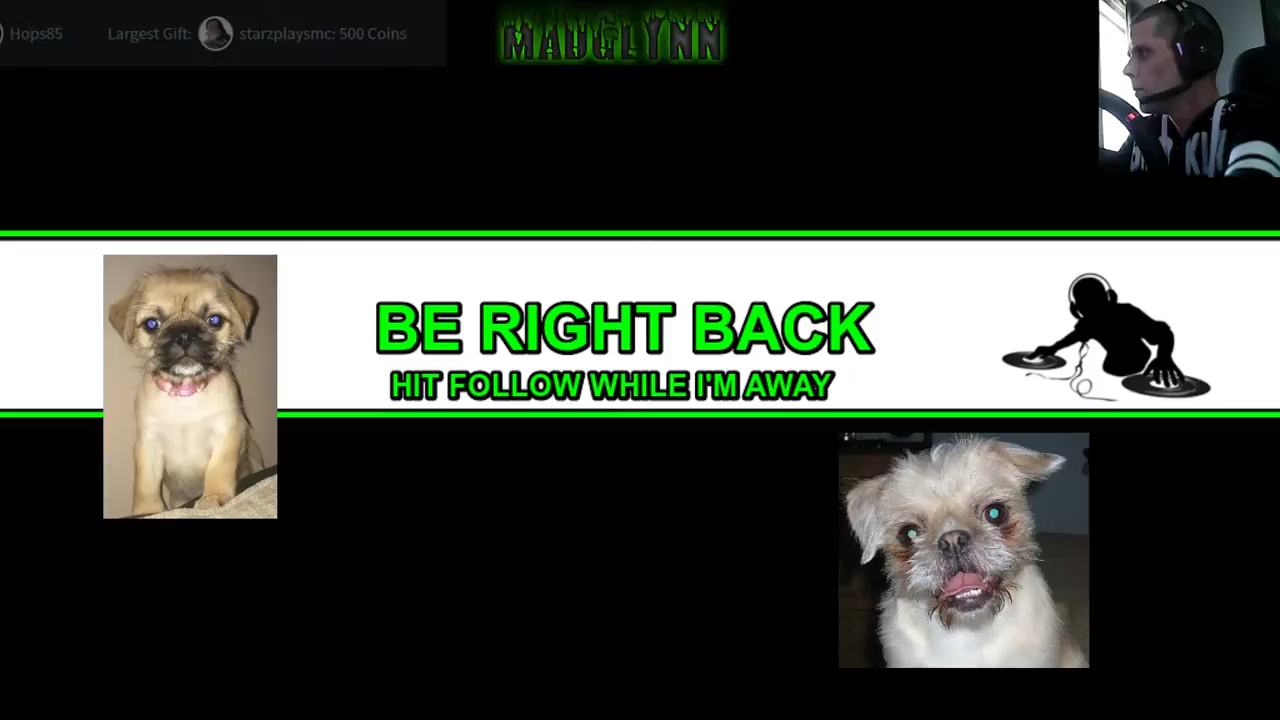 Hops85 Largest Gift: starzplaysmc: 500 Coins
MADGLYNN
BE RIGHT BACK
HIT FOLLOW WHILE I'M AWAY